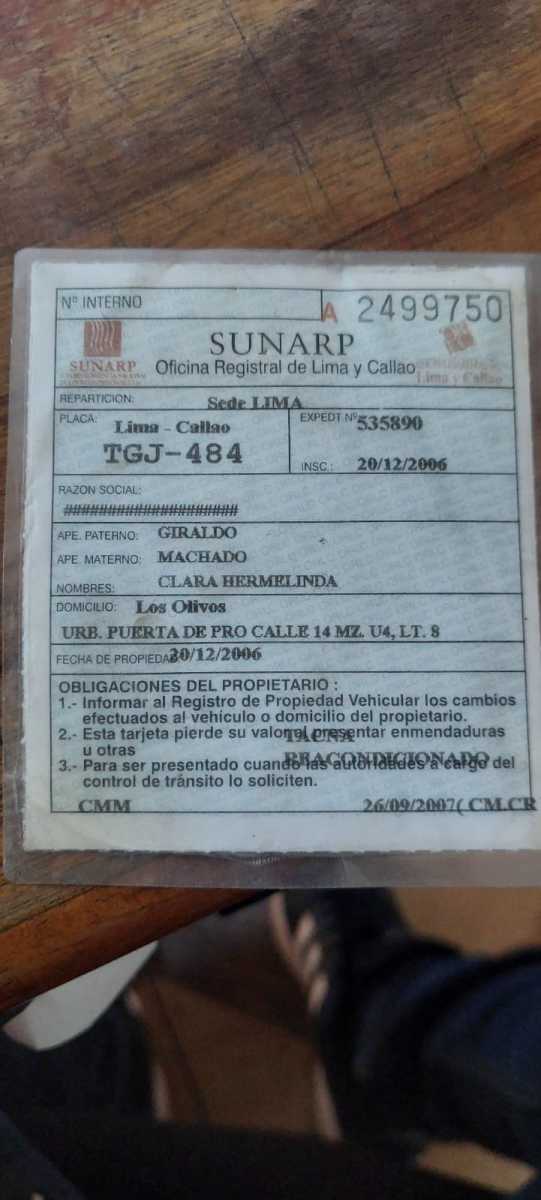 Nº INTERNO
A 2499750
SUNARP
SUNARP
Oficina Registral de Lima y Callao
Lima y Callao
REPARTICION: Sede LIMA
PLACA: Lima - Callao
EXPEDT Nº 535890
TGJ-484
INSC.: 20/12/2006
RAZON SOCIAL:
####################
APE. PATERNO: GIRALDO
APE. MATERNO: MACHADO
NOMBRES: CLARA HERMELINDA
DOMICILIO: Los Olivos
URB. PUERTA DE PRO CALLE 14 MZ. U4, LT. 8
FECHA DE PROPIEDAD 20/12/2006
OBLIGACIONES DEL PROPIETARIO :
1.- Informar al Registro de Propiedad Vehicular los cambios
efectuados al vehículo o domicilio del propietario.
2.- Esta tarjeta pierde su valor al presentar enmendaduras
u otras
TACNA
REACONDICIONADO
3.- Para ser presentado cuando las autoridades a cargo del
control de tránsito lo soliciten.
CMM
26/09/2007( CM.CR